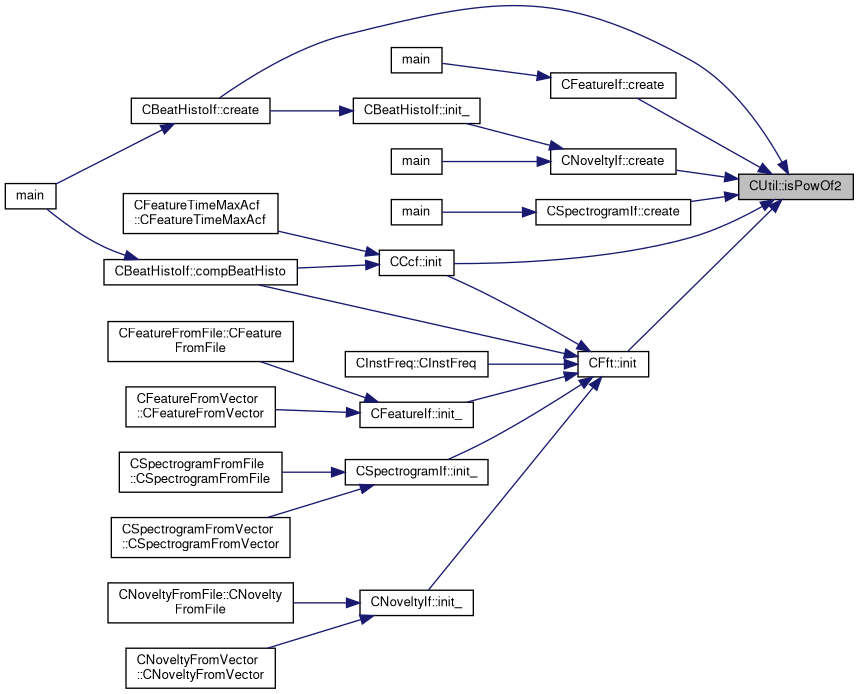 main
CFeatureIf::create
CBeatHistoIf::create
CBeatHistoIf::init_
main
CNoveltyIf::create
CUtil::isPowOf2
main
main
CSpectrogramIf::create
CFeatureTimeMaxAcf
::CFeatureTimeMaxAcf
CCcf::init
CBeatHistoIf::compBeatHisto
CFeatureFromFile::CFeature
FromFile
CInstFreq::CInstFreq
CFft::init
CFeatureFromVector
::CFeatureFromVector
CFeatureIf::init_
CSpectrogramFromFile
::CSpectrogramFromFile
CSpectrogramIf::init_
CSpectrogramFromVector
::CSpectrogramFromVector
CNoveltyFromFile::CNovelty
FromFile
CNoveltyIf::init_
CNoveltyFromVector
::CNoveltyFromVector